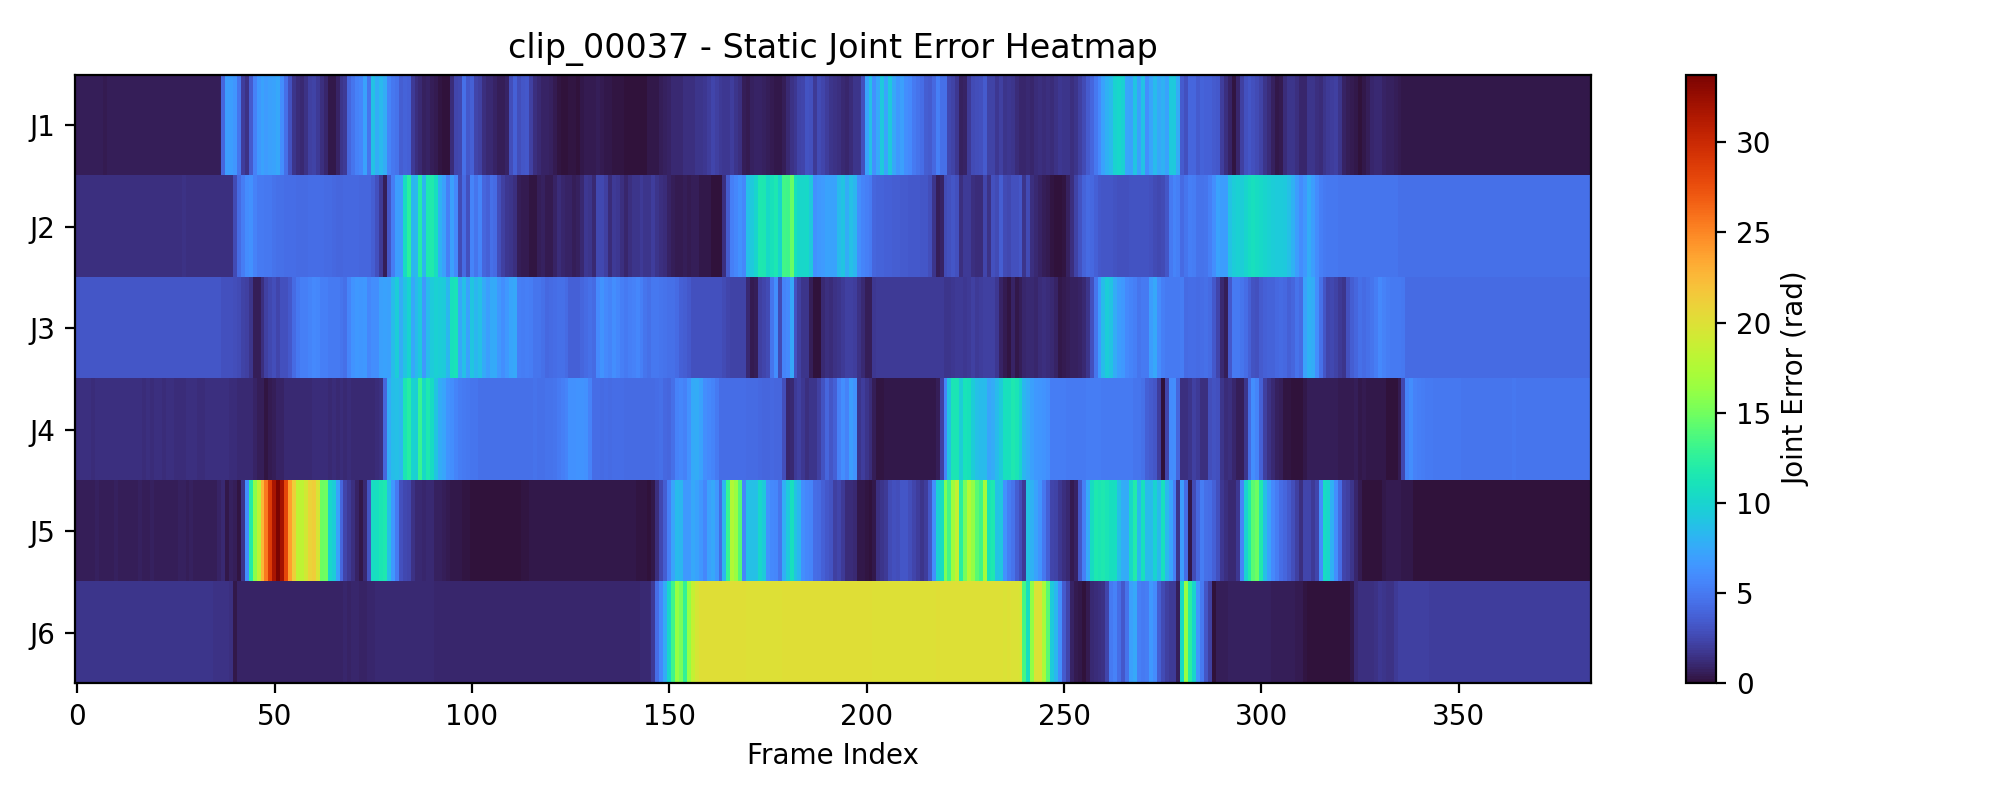 clip_00037 - Static Joint Error Heatmap
J1
J2
J3
J4
J5
J6
0 50 100 150 200 250 300 350
Frame Index
30
25
20
15
10
5
0
Joint Error (rad)